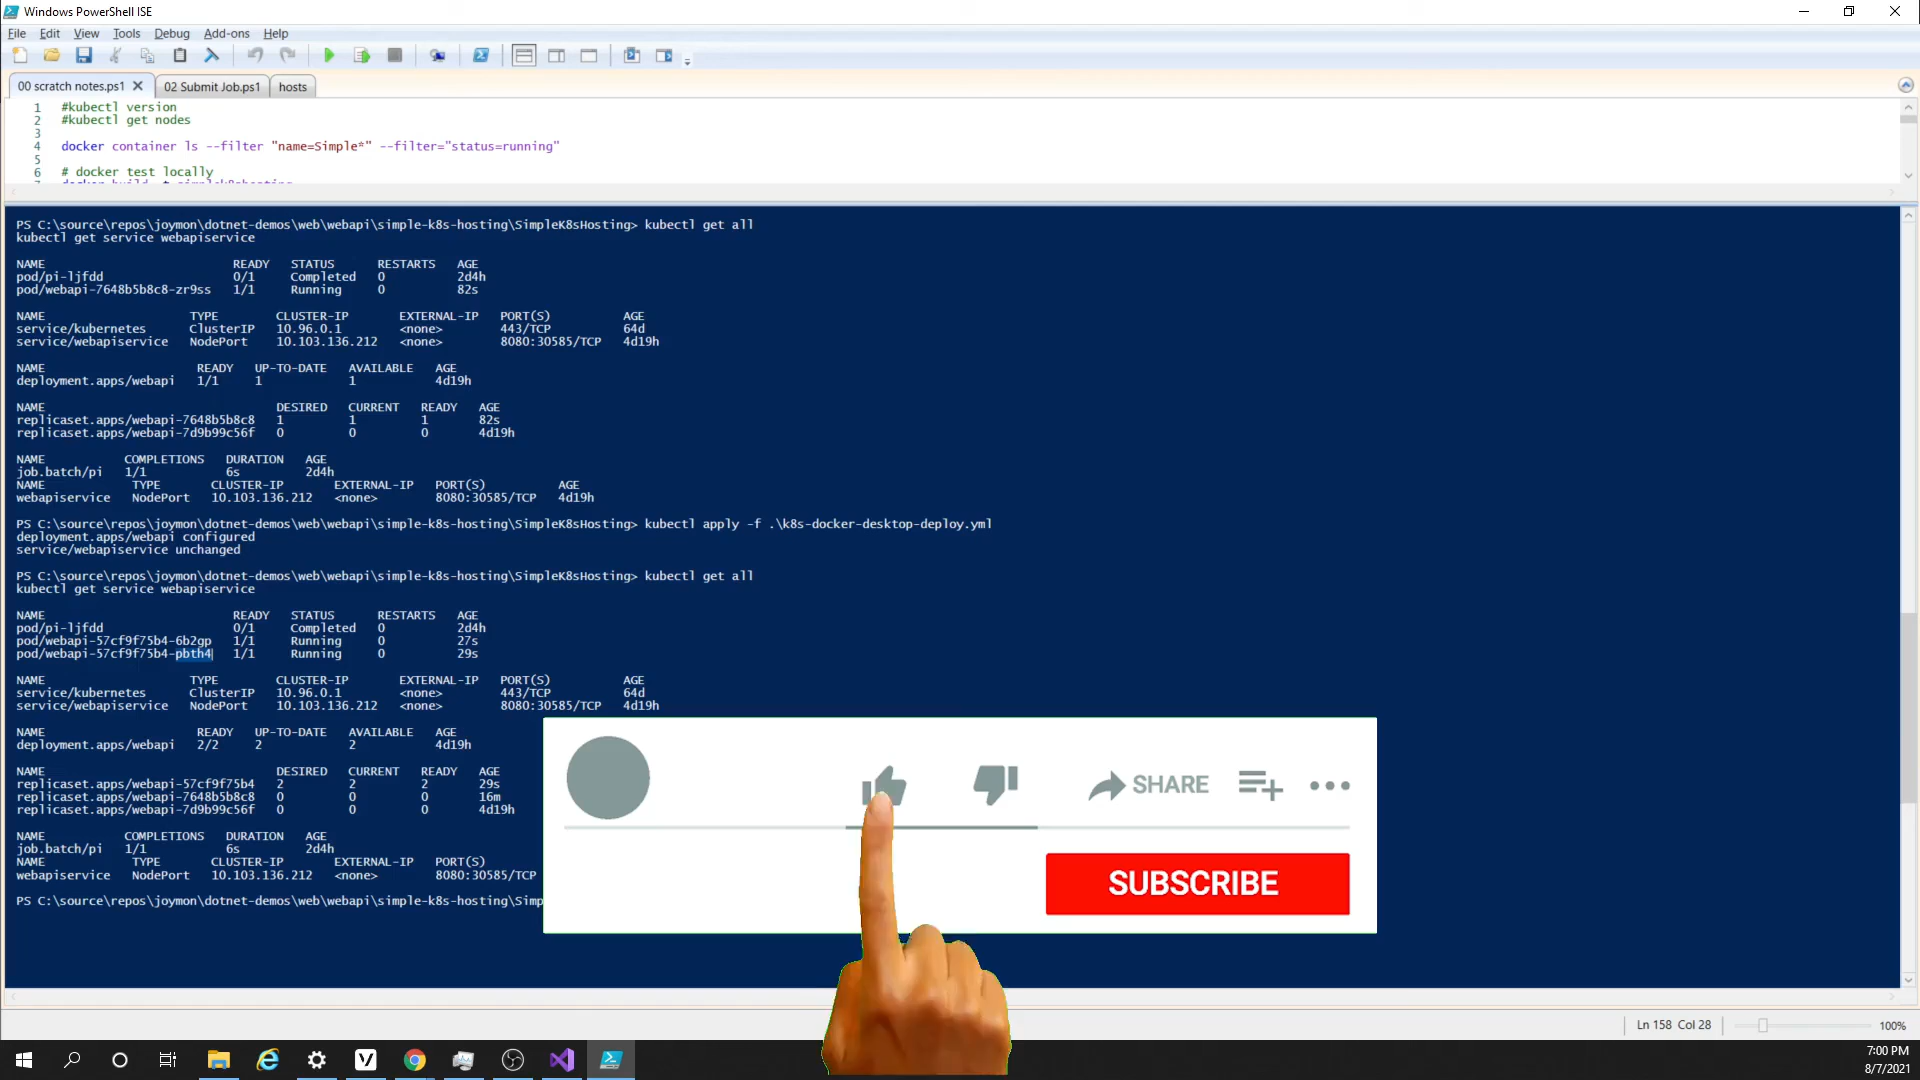 Windows PowerShell ISE
File Edit View Tools Debug Add-ons Help
00 scratch notes.ps1 02 Submit Job.ps1 hosts
1 #kubectl version
2 #kubectl get nodes
3
4 docker container ls --filter "name=Simple*" --filter="status=running"
5
6 # docker test locally
PS C:\source\repos\joymon\dotnet-demos\web\webapi\simple-k8s-hosting\SimpleK8sHosting> kubectl get all
kubectl get service webapiservice
NAME READY STATUS RESTARTS AGE
pod/pi-ljfdd 0/1 Completed 0 2d4h
pod/webapi-7648b5b8c8-zr9ss 1/1 Running 0 82s
NAME TYPE CLUSTER-IP EXTERNAL-IP PORT(S) AGE
service/kubernetes ClusterIP 10.96.0.1 <none> 443/TCP 64d
service/webapiservice NodePort 10.103.136.212 <none> 8080:30585/TCP 4d19h
NAME READY UP-TO-DATE AVAILABLE AGE
deployment.apps/webapi 1/1 1 1 4d19h
NAME DESIRED CURRENT READY AGE
replicaset.apps/webapi-7648b5b8c8 1 1 1 82s
replicaset.apps/webapi-7d9b99c56f 0 0 0 4d19h
NAME COMPLETIONS DURATION AGE
job.batch/pi 1/1 6s 2d4h
NAME TYPE CLUSTER-IP EXTERNAL-IP PORT(S) AGE
webapiservice NodePort 10.103.136.212 <none> 8080:30585/TCP 4d19h
PS C:\source\repos\joymon\dotnet-demos\web\webapi\simple-k8s-hosting\SimpleK8sHosting> kubectl apply -f .\k8s-docker-desktop-deploy.yml
deployment.apps/webapi configured
service/webapiservice unchanged
PS C:\source\repos\joymon\dotnet-demos\web\webapi\simple-k8s-hosting\SimpleK8sHosting> kubectl get all
kubectl get service webapiservice
NAME READY STATUS RESTARTS AGE
pod/pi-ljfdd 0/1 Completed 0 2d4h
pod/webapi-57cf9f75b4-6b2gp 1/1 Running 0 27s
pod/webapi-57cf9f75b4-pbth4 1/1 Running 0 29s
NAME TYPE CLUSTER-IP EXTERNAL-IP PORT(S) AGE
service/kubernetes ClusterIP 10.96.0.1 <none> 443/TCP 64d
service/webapiservice NodePort 10.103.136.212 <none> 8080:30585/TCP 4d19h
NAME READY UP-TO-DATE AVAILABLE AGE
deployment.apps/webapi 2/2 2 2 4d19h
NAME DESIRED CURRENT READY AGE
replicaset.apps/webapi-57cf9f75b4 2 2 2 29s
replicaset.apps/webapi-7648b5b8c8 0 0 0 16m
replicaset.apps/webapi-7d9b99c56f 0 0 0 4d19h
NAME COMPLETIONS DURATION AGE
job.batch/pi 1/1 6s 2d4h
NAME TYPE CLUSTER-IP EXTERNAL-IP PORT(S)
webapiservice NodePort 10.103.136.212 <none> 8080:30585/TCP
PS C:\source\repos\joymon\dotnet-demos\web\webapi\simple-k8s-hosting\Simp
SHARE
SUBSCRIBE
Ln 158 Col 28 100%
7:00 PM
8/7/2021